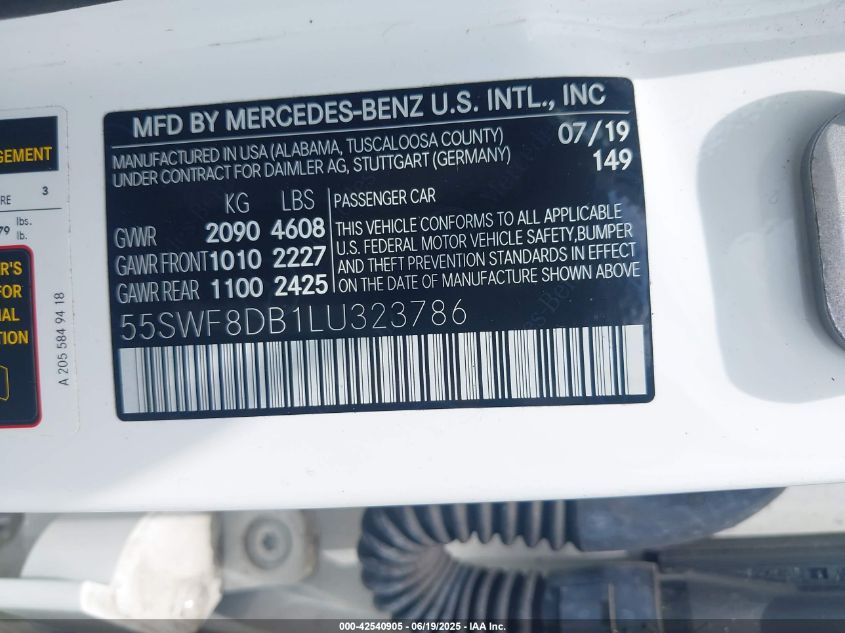 GEMENT
RE 3
79 lbs.
lb.
R'S
FOR
AL
TION
A 205 584 94 18
MFD BY MERCEDES-BENZ U.S. INTL., INC
MANUFACTURED IN USA (ALABAMA, TUSCALOOSA COUNTY)
UNDER CONTRACT FOR DAIMLER AG, STUTTGART (GERMANY)
07/19
149
KG LBS
GVWR 2090 4608
GAWR FRONT 1010 2227
GAWR REAR 1100 2425
PASSENGER CAR
THIS VEHICLE CONFORMS TO ALL APPLICABLE
U.S. FEDERAL MOTOR VEHICLE SAFETY, BUMPER
AND THEFT PREVENTION STANDARDS IN EFFECT
ON THE DATE OF MANUFACTURE SHOWN ABOVE
55SWF8DB1LU323786
000-42540905 - 06/19/2025 - IAA Inc.